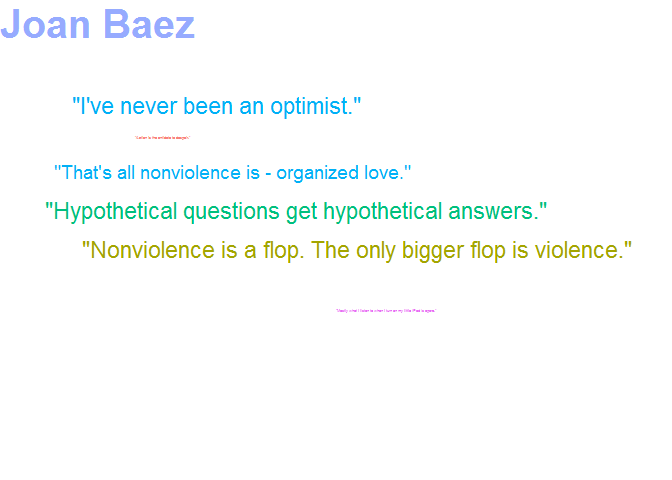 Joan Baez
"I've never been an optimist."
"Action is the antidote to despair."
"That's all nonviolence is - organized love."
"Hypothetical questions get hypothetical answers."
"Nonviolence is a flop. The only bigger flop is violence."